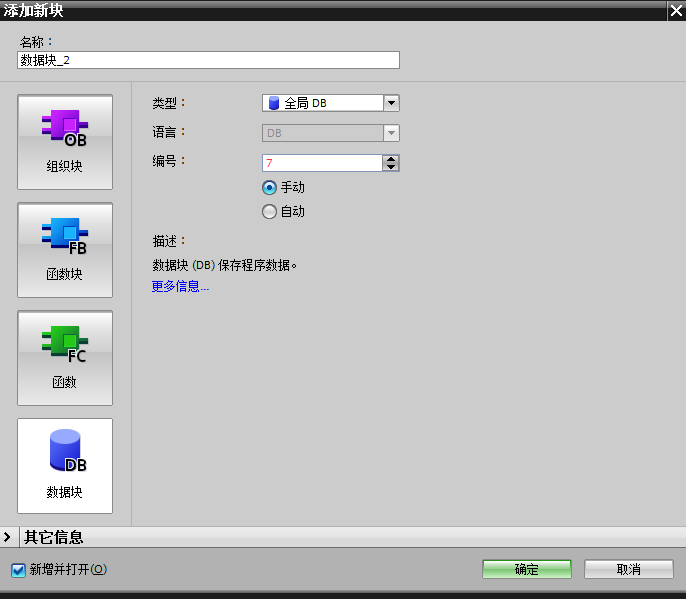 添加新块
名称：
数据块_2
OB
组织块
FB
函数块
FC
函数
DB
数据块
类型：
全局 DB
语言：
DB
编号：
7
手动
自动
描述：
数据块 (DB) 保存程序数据。
更多信息...
其它信息
新增并打开(O)
确定
取消